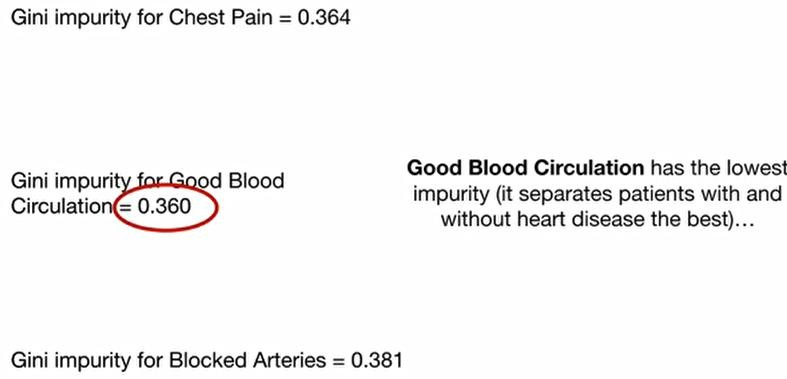 Gini impurity for Chest Pain = 0.364
Gini impurity for Good Blood
Circulation = 0.360
Good Blood Circulation has the lowest
impurity (it separates patients with and
without heart disease the best)…
Gini impurity for Blocked Arteries = 0.381